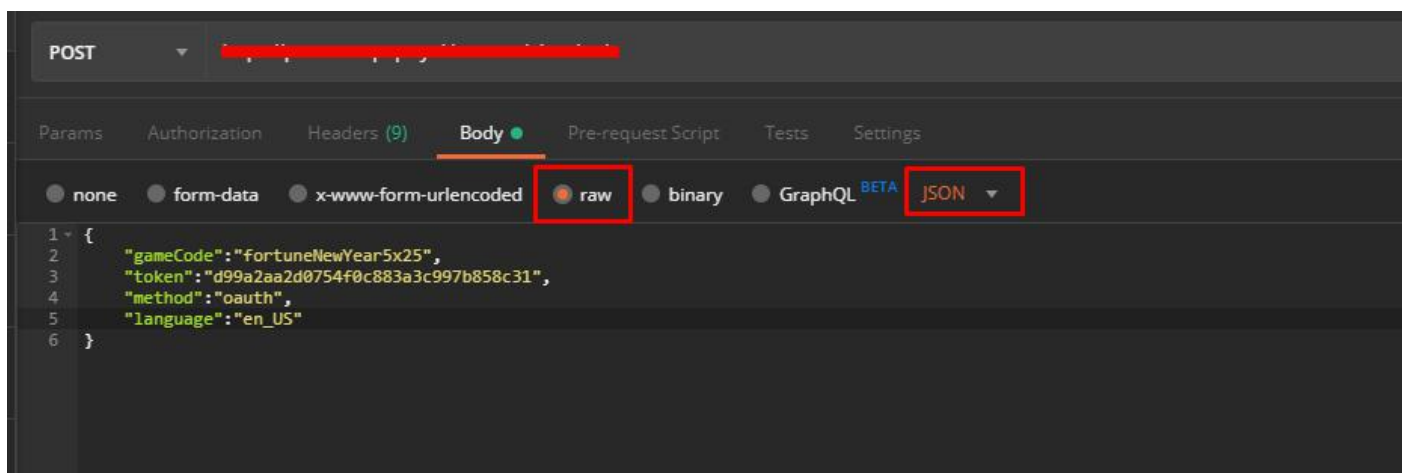 POST
Params Authorization Headers (9) Body Pre-request Script Tests Settings
none form-data x-www-form-urlencoded raw binary GraphQL BETA JSON
1 {
2 "gameCode":"fortuneNewYear5x25",
3 "token":"d99a2aa2d0754f0c883a3c997b858c31",
4 "method":"oauth",
5 "language":"en_US"
6 }